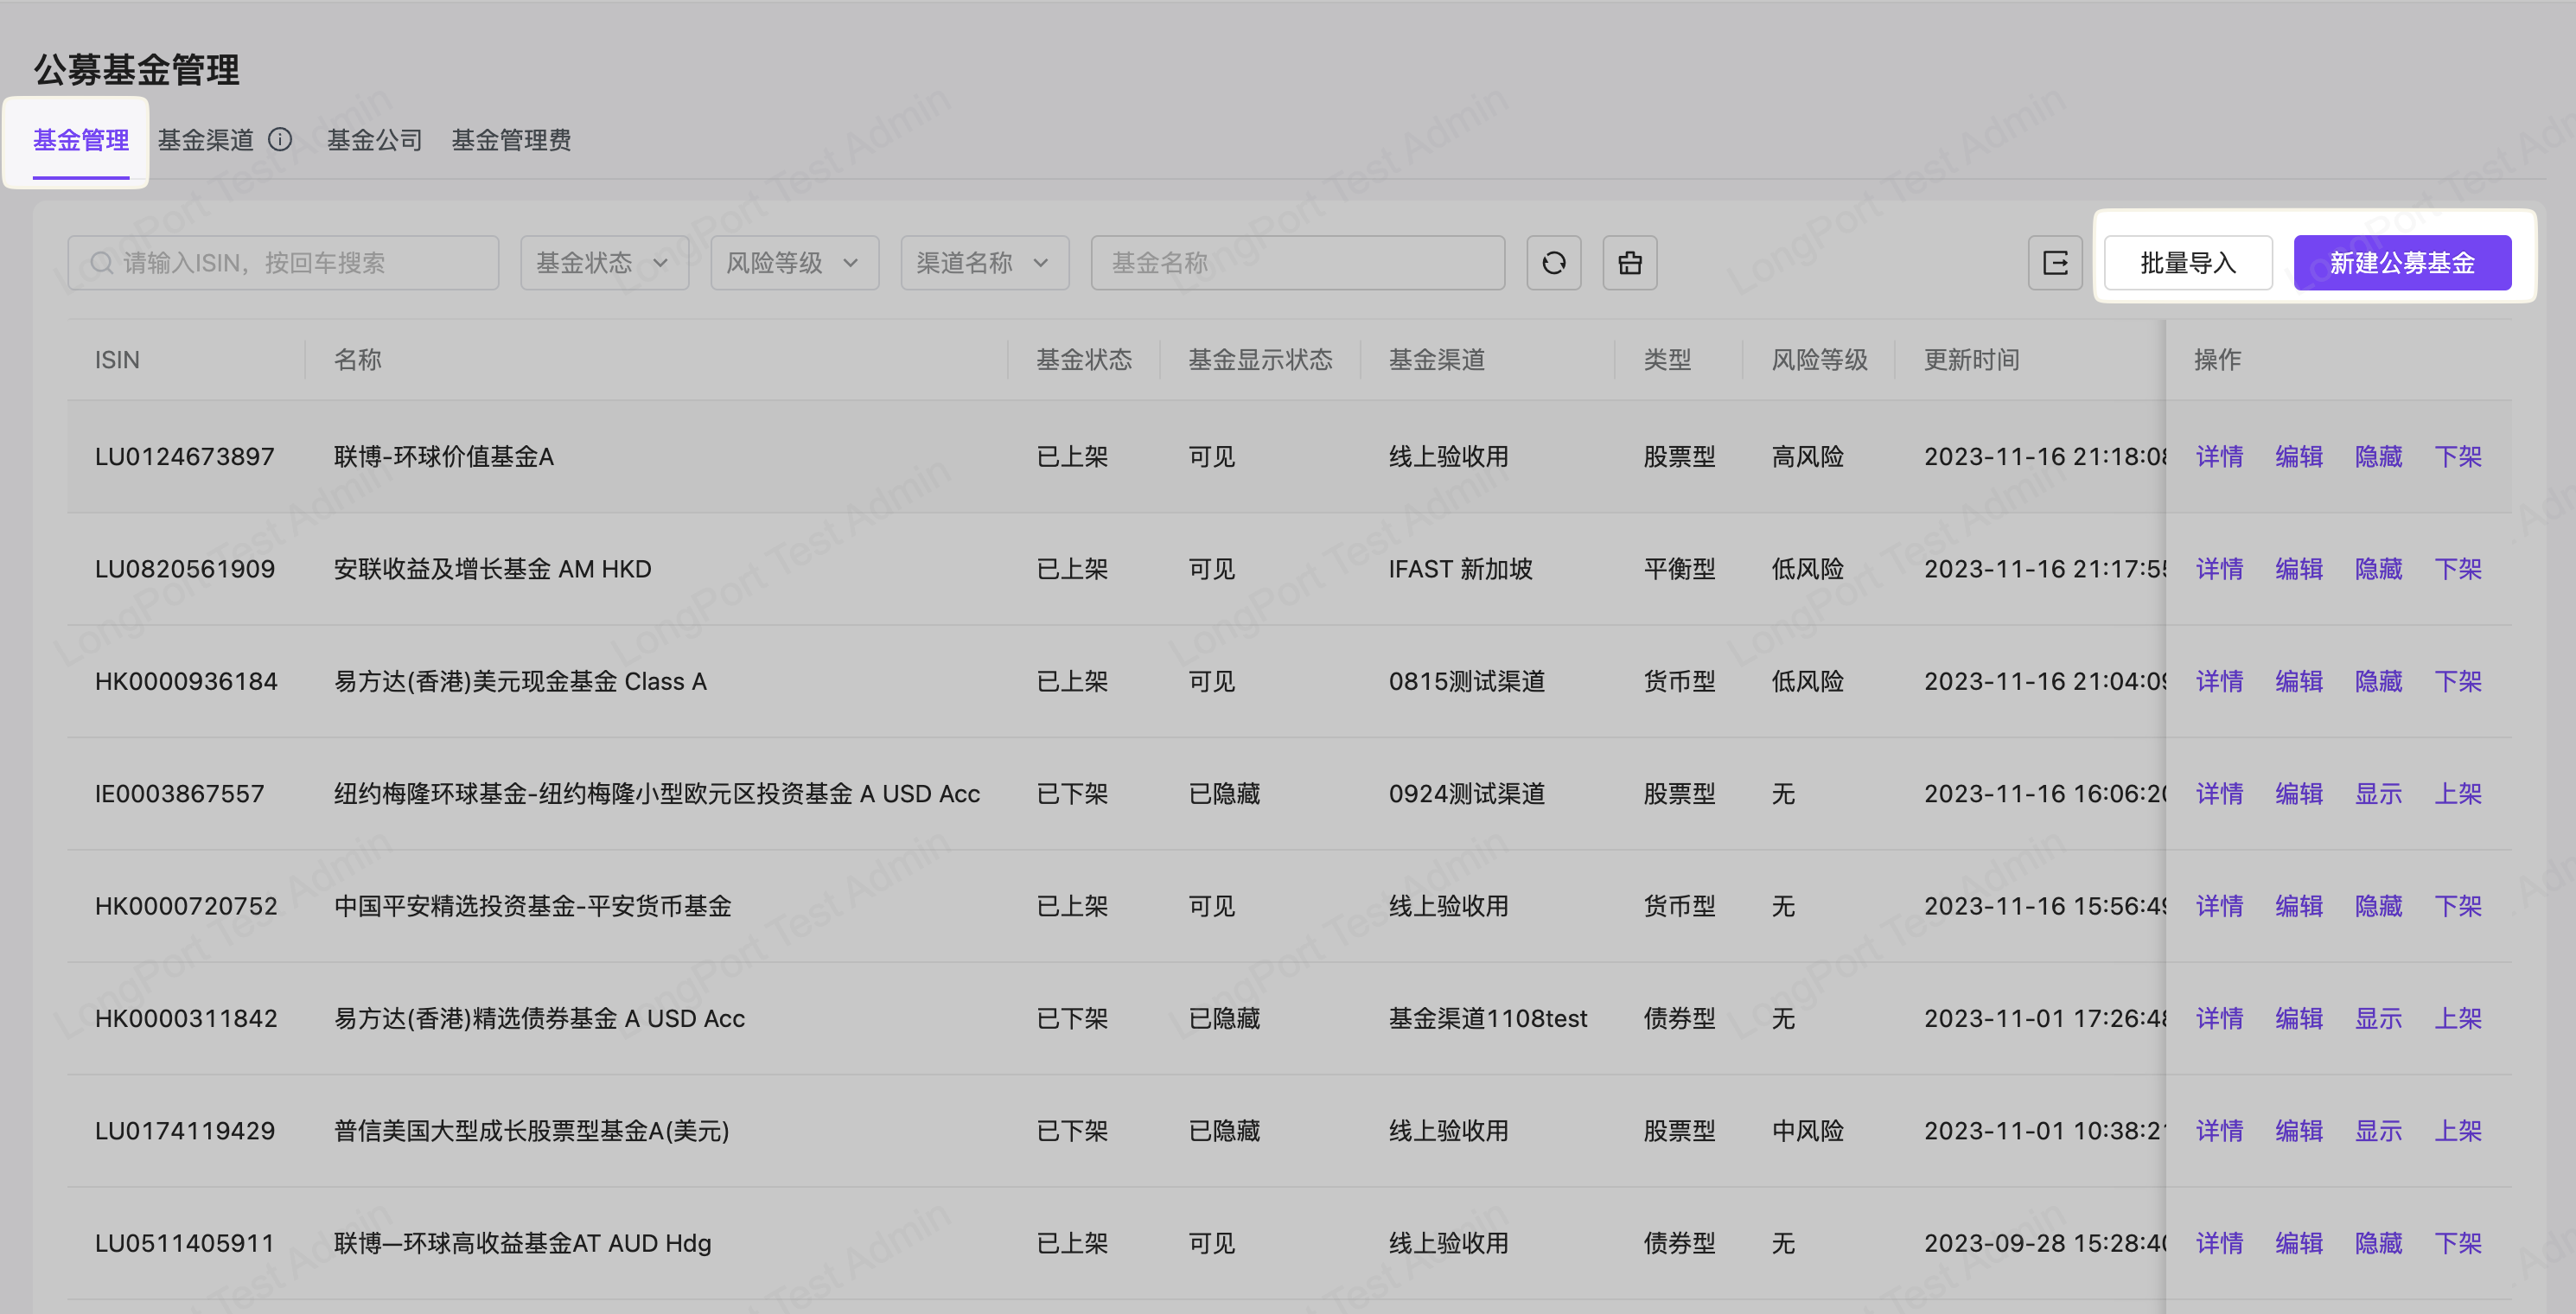 公募基金管理
基金管理 基金渠道 基金公司 基金管理费
请输入ISIN，按回车搜索 基金状态 风险等级 渠道名称 基金名称 批量导入 新建公募基金
ISIN 名称 基金状态 基金显示状态 基金渠道 类型 风险等级 更新时间 操作
LU0124673897 联博-环球价值基金A 已上架 可见 线上验收用 股票型 高风险 2023-11-16 21:18:08 详情 编辑 隐藏 下架
LU0820561909 安联收益及增长基金 AM HKD 已上架 可见 IFAST 新加坡 平衡型 低风险 2023-11-16 21:17:55 详情 编辑 隐藏 下架
HK0000936184 易方达(香港)美元现金基金 Class A 已上架 可见 0815测试渠道 货币型 低风险 2023-11-16 21:04:09 详情 编辑 隐藏 下架
IE0003867557 纽约梅隆环球基金-纽约梅隆小型欧元区投资基金 A USD Acc 已下架 已隐藏 0924测试渠道 股票型 无 2023-11-16 16:06:20 详情 编辑 显示 上架
HK0000720752 中国平安精选投资基金-平安货币基金 已上架 可见 线上验收用 货币型 无 2023-11-16 15:56:49 详情 编辑 隐藏 下架
HK0000311842 易方达(香港)精选债券基金 A USD Acc 已下架 已隐藏 基金渠道1108test 债券型 无 2023-11-01 17:26:48 详情 编辑 显示 上架
LU0174119429 普信美国大型成长股票型基金A(美元) 已下架 已隐藏 线上验收用 股票型 中风险 2023-11-01 10:38:21 详情 编辑 显示 上架
LU0511405911 联博—环球高收益基金AT AUD Hdg 已上架 可见 线上验收用 债券型 无 2023-09-28 15:28:40 详情 编辑 隐藏 下架
LongPort Test Admin